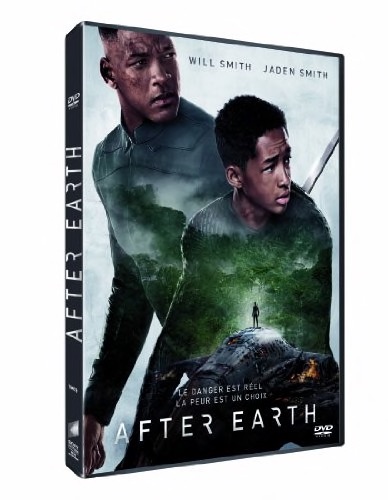 WILL SMITH JADEN SMITH
LE DANGER EST RÉEL
LA PEUR EST UN CHOIX
AFTER EARTH
DVD
DVD
AFTER EARTH